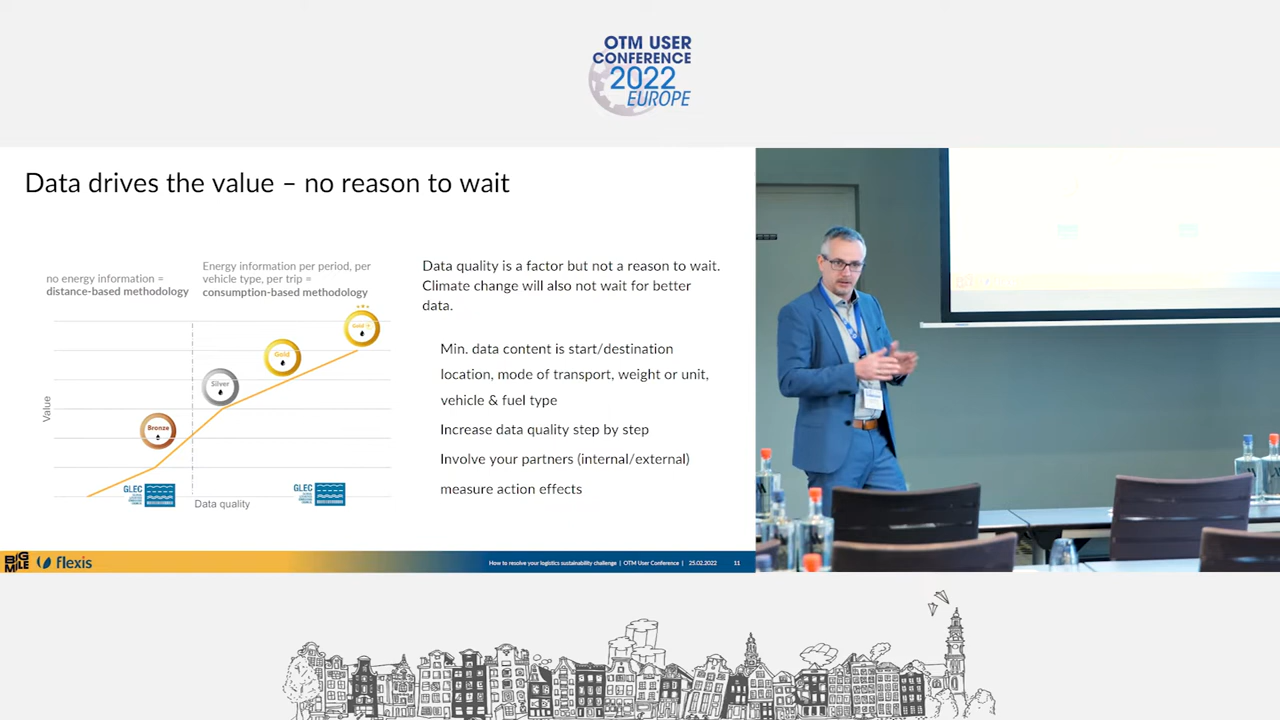 OTM USER
CONFERENCE
2022
EUROPE
Data drives the value – no reason to wait
no energy information =
distance-based methodology
Energy information per period, per
vehicle type, per trip =
consumption-based methodology
Value
Bronze
Silver
Gold
Gold
GLEC
GLEC
Data quality
Data quality is a factor but not a reason to wait.
Climate change will also not wait for better
data.
Min. data content is start/destination
location, mode of transport, weight or unit,
vehicle & fuel type
Increase data quality step by step
Involve your partners (internal/external)
measure action effects
BIG
MILE
flexis
How to resolve your logistics sustainability challenge | OTM User Conference | 25.02.2022 11